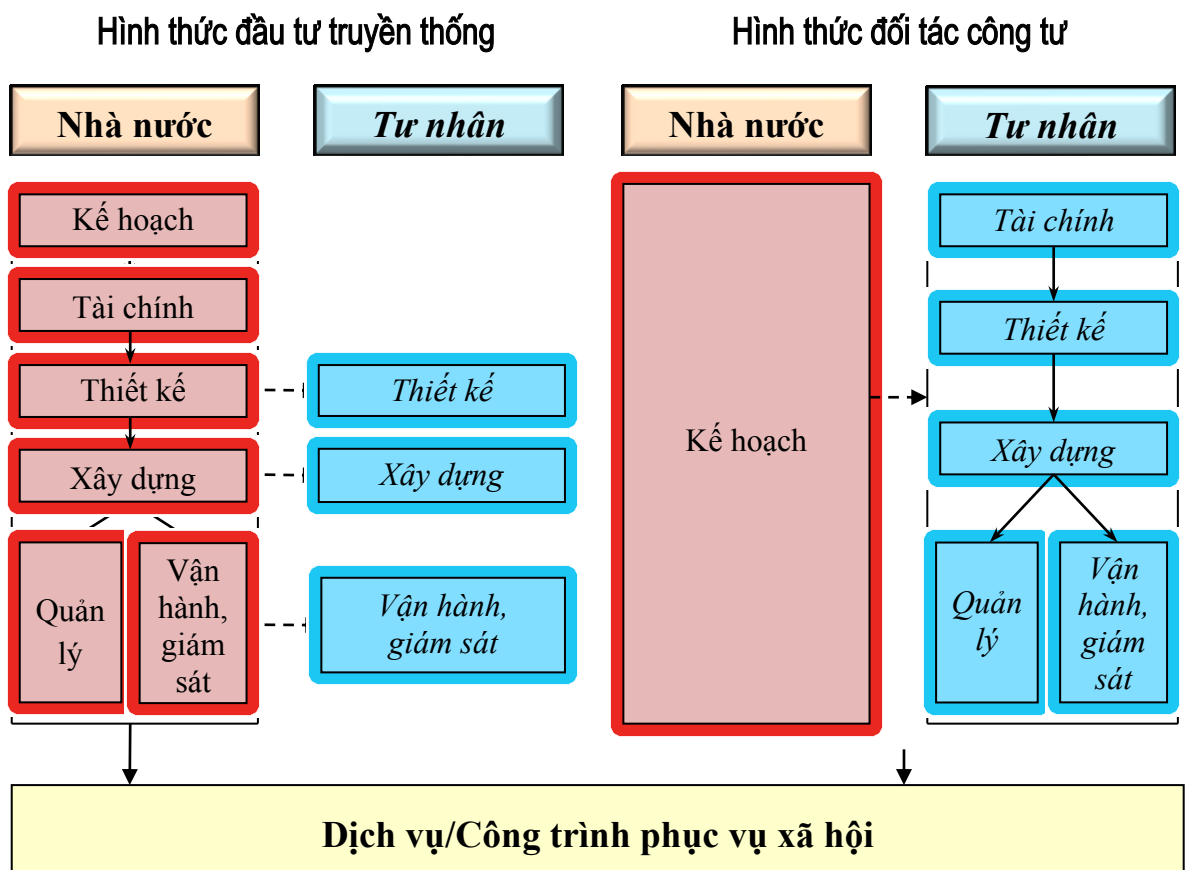 Hình thức đầu tư truyền thống
Hình thức đối tác công tư
Nhà nước
Tư nhân
Nhà nước
Tư nhân
Kế hoạch
Tài chính
Thiết kế
Xây dựng
Quản
lý
Vận
hành,
giám
sát
Thiết kế
Xây dựng
Vận hành,
giám sát
Kế hoạch
Tài chính
Thiết kế
Xây dựng
Quản
lý
Vận
hành,
giám
sát
Dịch vụ/Công trình phục vụ xã hội